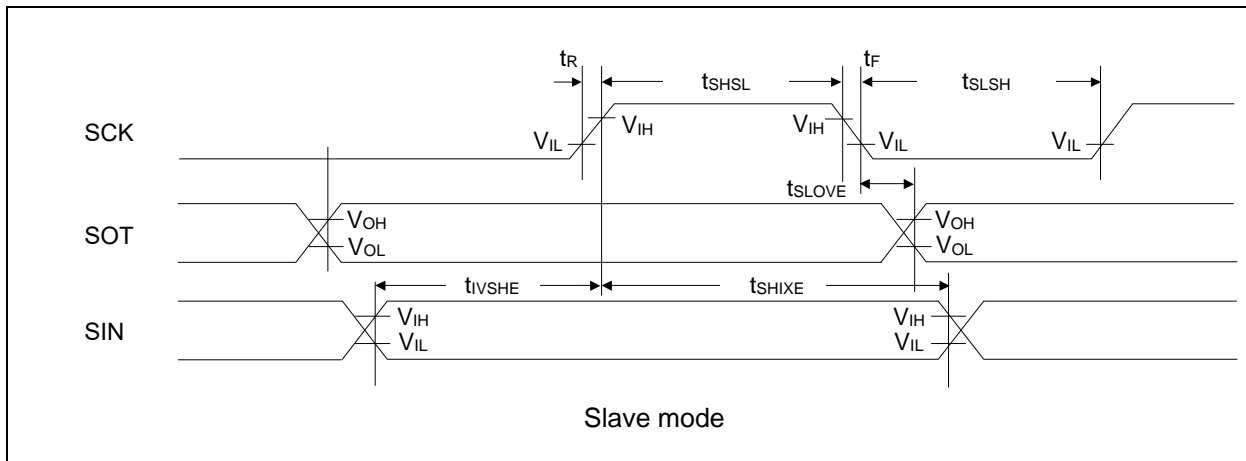 tR tSHSL tF tSLSH
SCK VIL VIH VIH VIL VIL
tSLOVE
SOT VOH VOL VOH VOL
tIVSHE tSHIXE
SIN VIH VIL VIH VIL
Slave mode